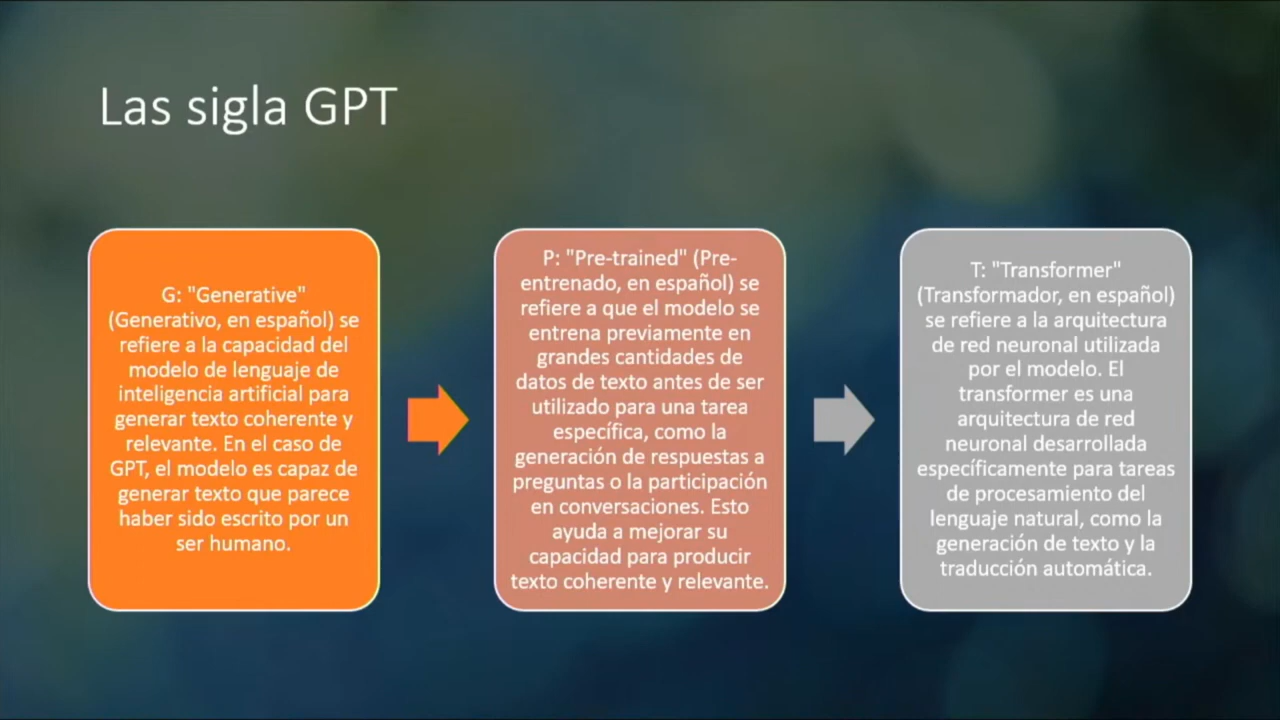 Las sigla GPT
G: "Generative"
(Generativo, en español) se
refiere a la capacidad del
modelo de lenguaje de
inteligencia artificial para
generar texto coherente y
relevante. En el caso de
GPT, el modelo es capaz de
generar texto que parece
haber sido escrito por un
ser humano.
P: "Pre-trained" (Pre-
entrenado, en español) se
refiere a que el modelo se
entrena previamente en
grandes cantidades de
datos de texto antes de ser
utilizado para una tarea
específica, como la
generación de respuestas a
preguntas o la participación
en conversaciones. Esto
ayuda a mejorar su
capacidad para producir
texto coherente y relevante.
T: "Transformer"
(Transformador, en español)
se refiere a la arquitectura
de red neuronal utilizada
por el modelo. El
transformer es una
arquitectura de red
neuronal desarrollada
específicamente para tareas
de procesamiento del
lenguaje natural, como la
generación de texto y la
traducción automática.